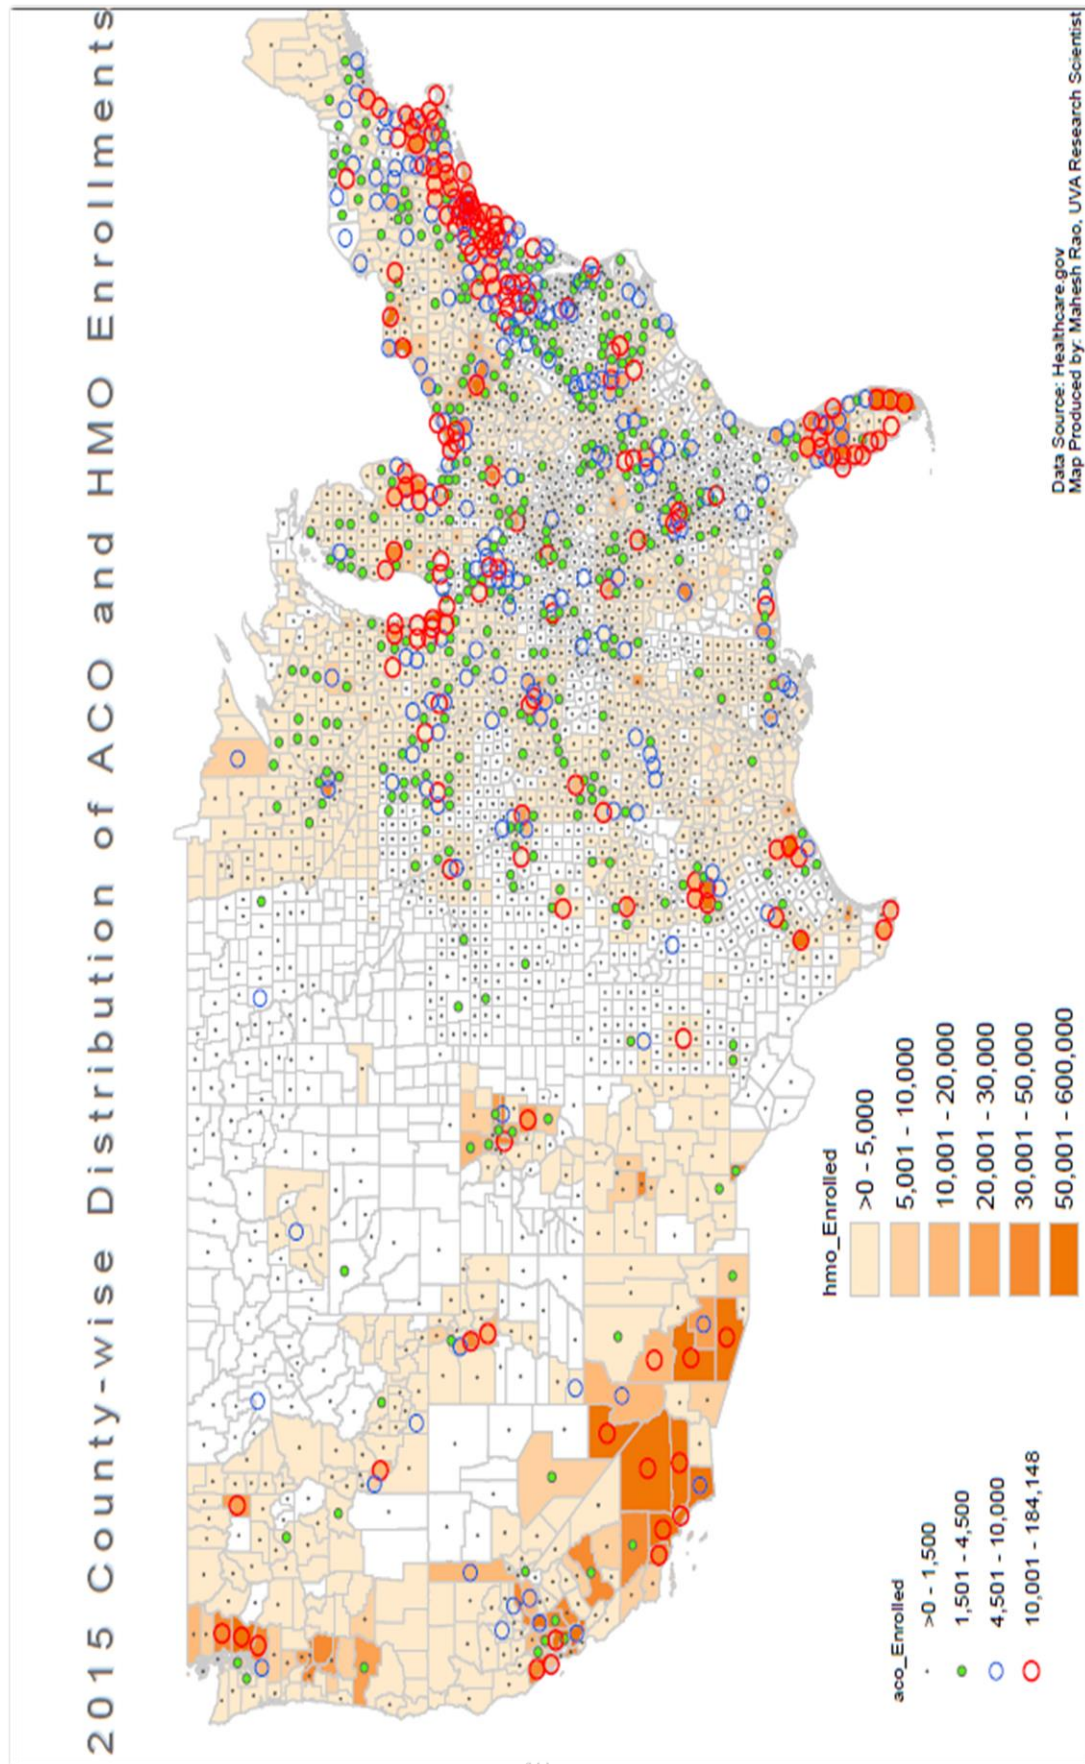 2015 County-wise Distribution of ACO and HMO Enrollments
aco_Enrolled
>0 - 1,500
1,501 - 4,500
4,501 - 10,000
10,001 - 184,148
hmo_Enrolled
>0 - 5,000
5,001 - 10,000
10,001 - 20,000
20,001 - 30,000
30,001 - 50,000
50,001 - 600,000
Data Source: Healthcare.gov
Map Produced by: Mahesh Rao, UVA Research Scientist